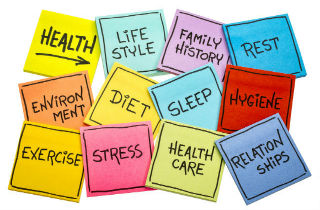 HEALTH
LIFE
STYLE
FAMILY
HISTORY
REST
ENVIRON
MENT
DIET
SLEEP
HYGIENE
EXERCISE
STRESS
HEALTH
CARE
RELATION
SHIPS